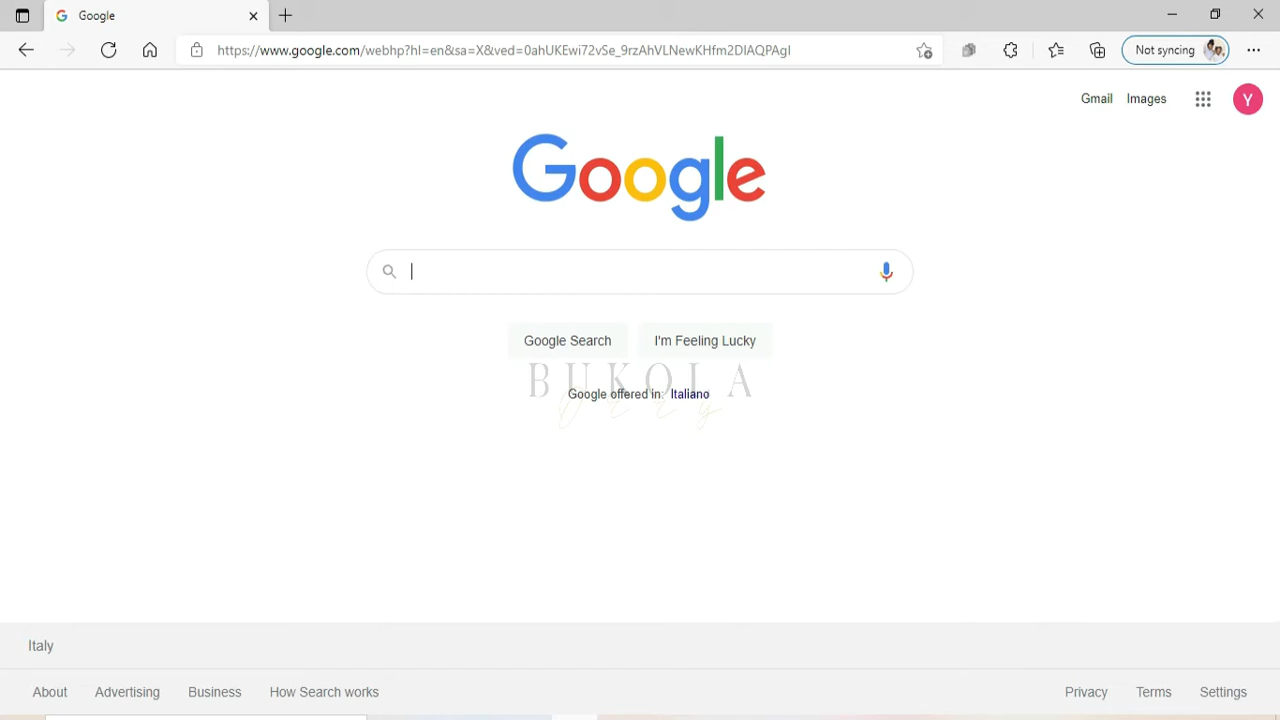 Google
https://www.google.com/webhp?hl=en&sa=X&ved=0ahUKEwi72vSe_9rzAhVLNewKHfm2DIAQPAgI
Not syncing
Gmail Images Y
Google
Google Search I'm Feeling Lucky
BUKOLA
Google offered in: Italiano
Italy
About Advertising Business How Search works Privacy Terms Settings